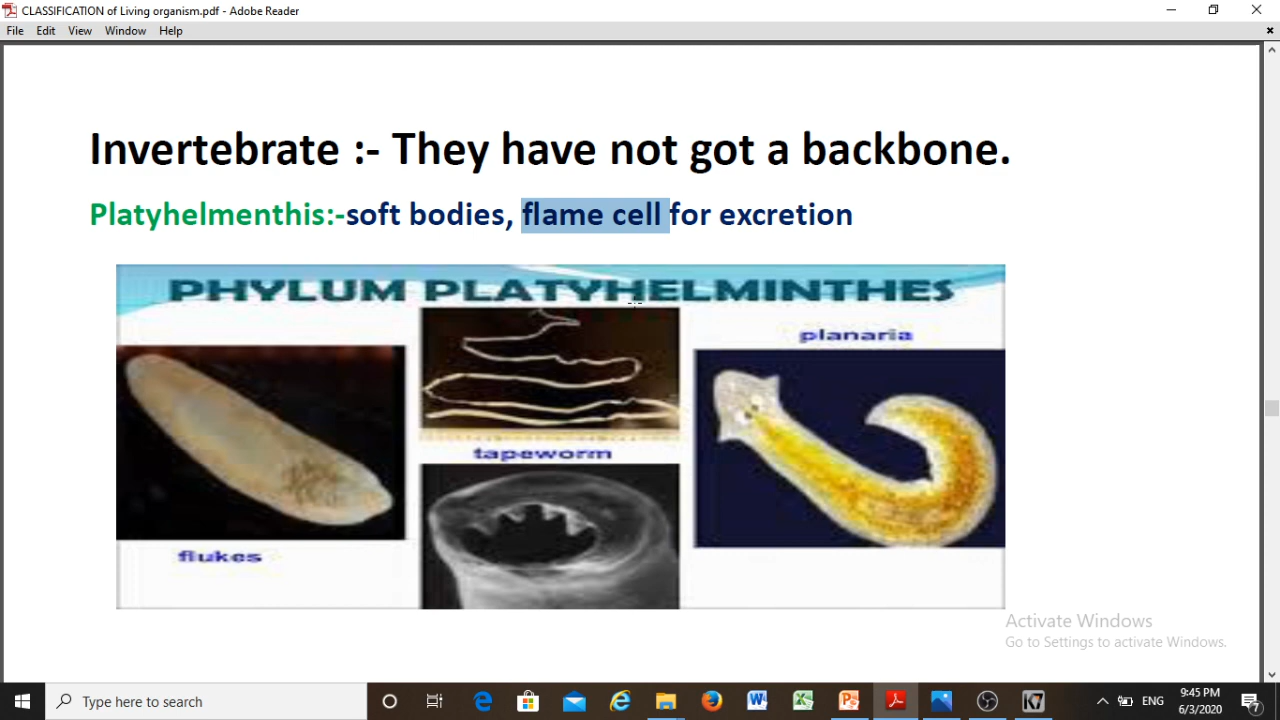 CLASSIFICATION of Living organism.pdf - Adobe Reader
File Edit View Window Help
Invertebrate :- They have not got a backbone.
Platyhelmenthis:-soft bodies, flame cell for excretion
PHYLUM PLATYHELMINTHES
planaria
tapeworm
flukes
Activate Windows
Go to Settings to activate Windows.
Type here to search
ENG
9:45 PM
6/3/2020
7